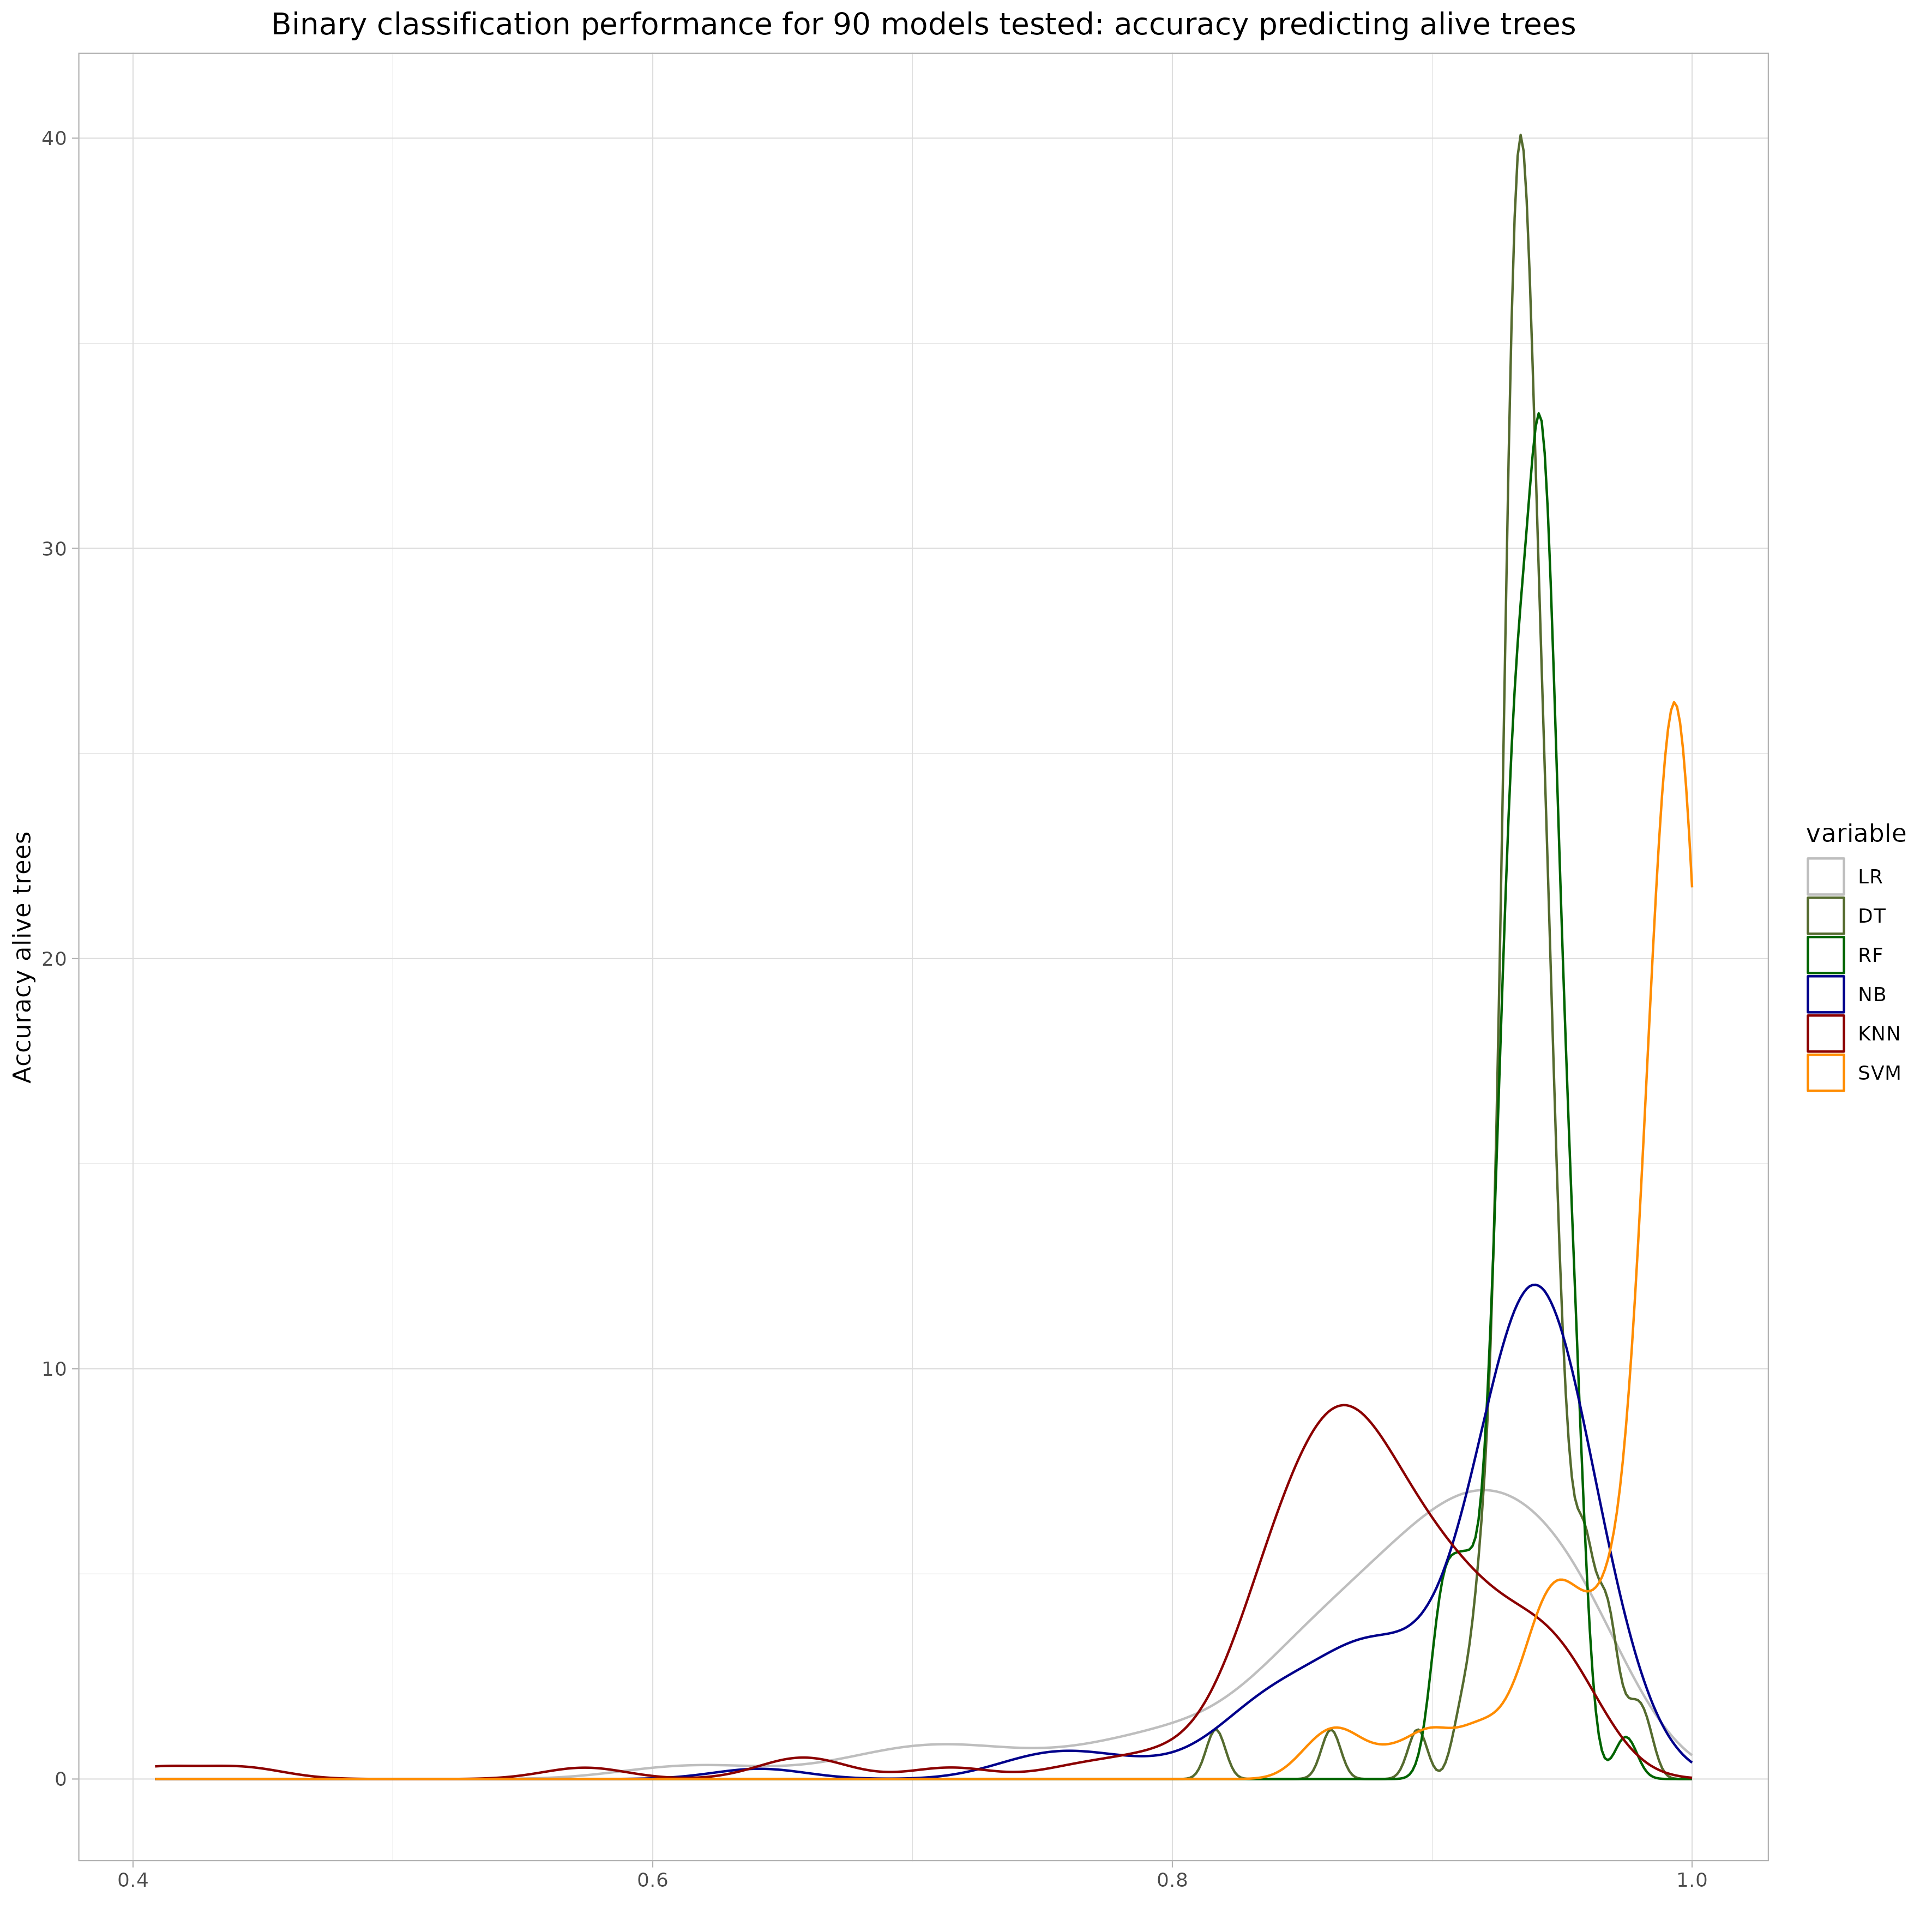 Binary classification performance for 90 models tested: accuracy predicting alive trees
Accuracy alive trees
40
30
20
10
0
0.4
0.6
0.8
1.0
variable
LR
DT
RF
NB
KNN
SVM